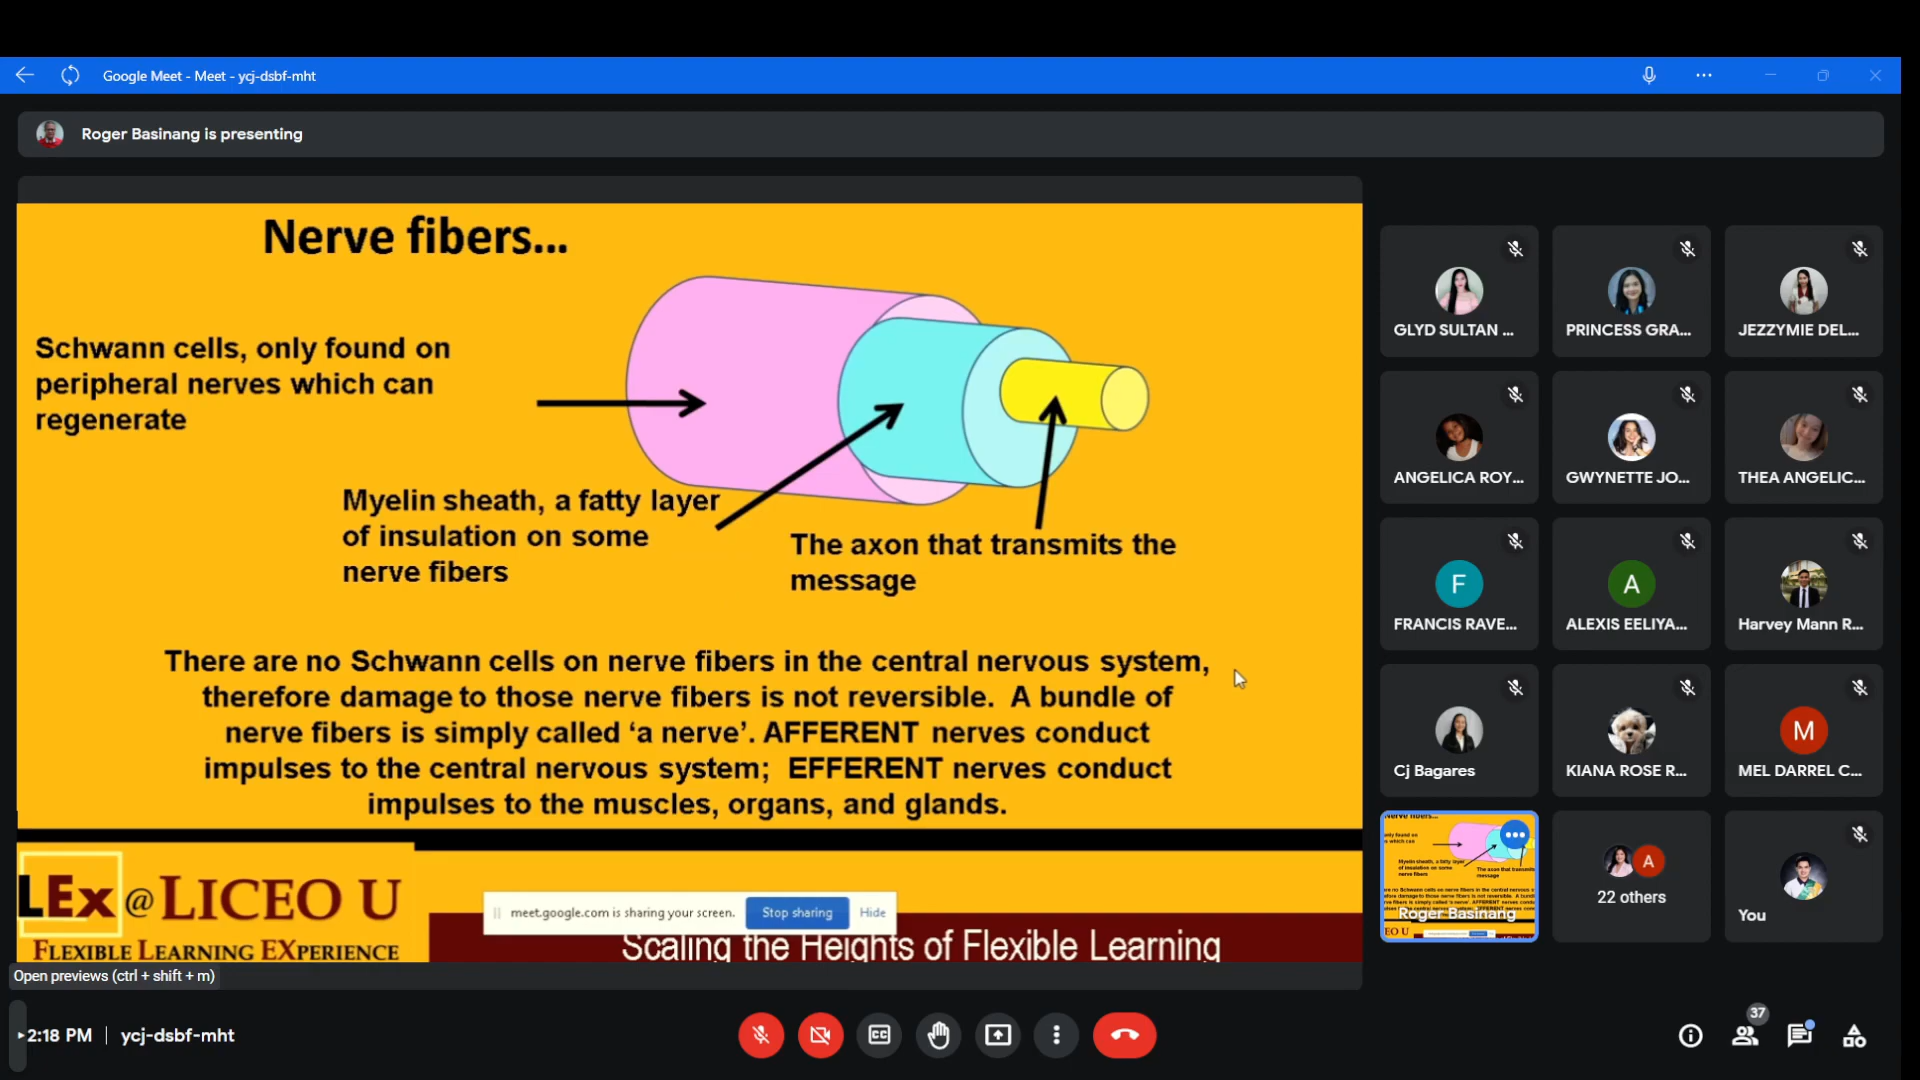 Google Meet - Meet - ycj-dsbf-mht
Roger Basinang is presenting
Nerve fibers...
Schwann cells, only found on
peripheral nerves which can
regenerate
Myelin sheath, a fatty layer
of insulation on some
nerve fibers
The axon that transmits the
message
There are no Schwann cells on nerve fibers in the central nervous system,
therefore damage to those nerve fibers is not reversible. A bundle of
nerve fibers is simply called ‘a nerve’. AFFERENT nerves conduct
impulses to the central nervous system; EFFERENT nerves conduct
impulses to the muscles, organs, and glands.
LEx @ LICEO U
FLEXIBLE LEARNING EXPERIENCE
meet.google.com is sharing your screen. Stop sharing Hide
Scaling the Heights of Flexible Learning
Open previews (ctrl + shift + m)
GLYD SULTAN ...
PRINCESS GRA...
JEZZYMIE DEL...
ANGELICA ROY...
GWYNETTE JO...
THEA ANGELIC...
F
FRANCIS RAVE...
A
ALEXIS EELIYA...
Harvey Mann R...
Cj Bagares
KIANA ROSE R...
M
MEL DARREL C...
Roger Basinang
A
22 others
You
2:18 PM | ycj-dsbf-mht
CC
37